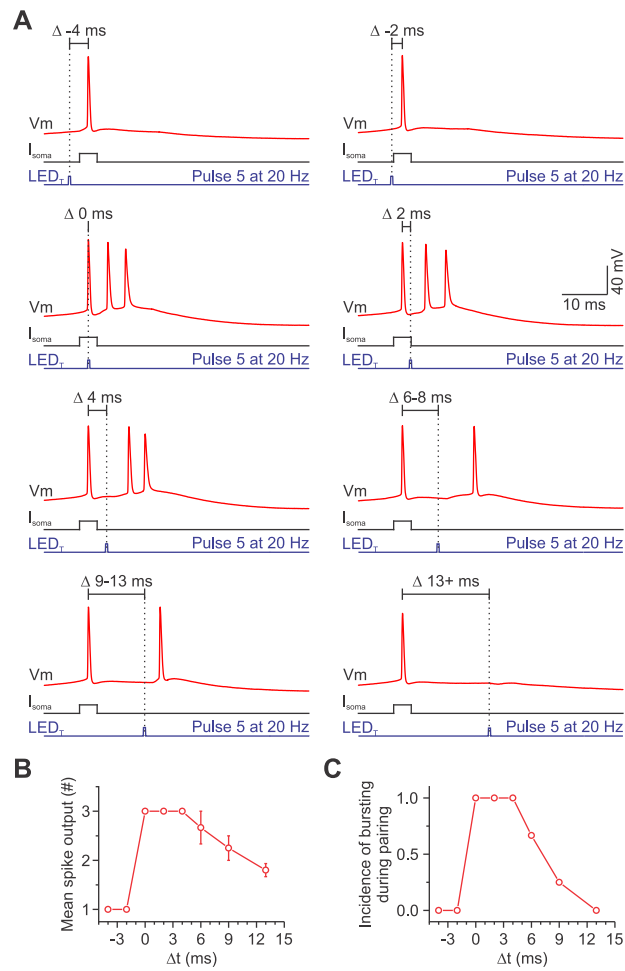 A
Δ -4 ms
Δ -2 ms
Vm
Isoma
LEDT Pulse 5 at 20 Hz
Vm
Isoma
LEDT Pulse 5 at 20 Hz
Δ 0 ms
Δ 2 ms
40 mV
10 ms
Vm
Isoma
LEDT Pulse 5 at 20 Hz
Vm
Isoma
LEDT Pulse 5 at 20 Hz
Δ 4 ms
Δ 6-8 ms
Vm
Isoma
LEDT Pulse 5 at 20 Hz
Vm
Isoma
LEDT Pulse 5 at 20 Hz
Δ 9-13 ms
Δ 13+ ms
Vm
Isoma
LEDT Pulse 5 at 20 Hz
Vm
Isoma
LEDT Pulse 5 at 20 Hz
B
Mean spike output (#)
3
2
1
-3 0 3 6 9 12 15
Δt (ms)
C
Incidence of bursting
during pairing
1.0
0.5
0.0
-3 0 3 6 9 12 15
Δt (ms)